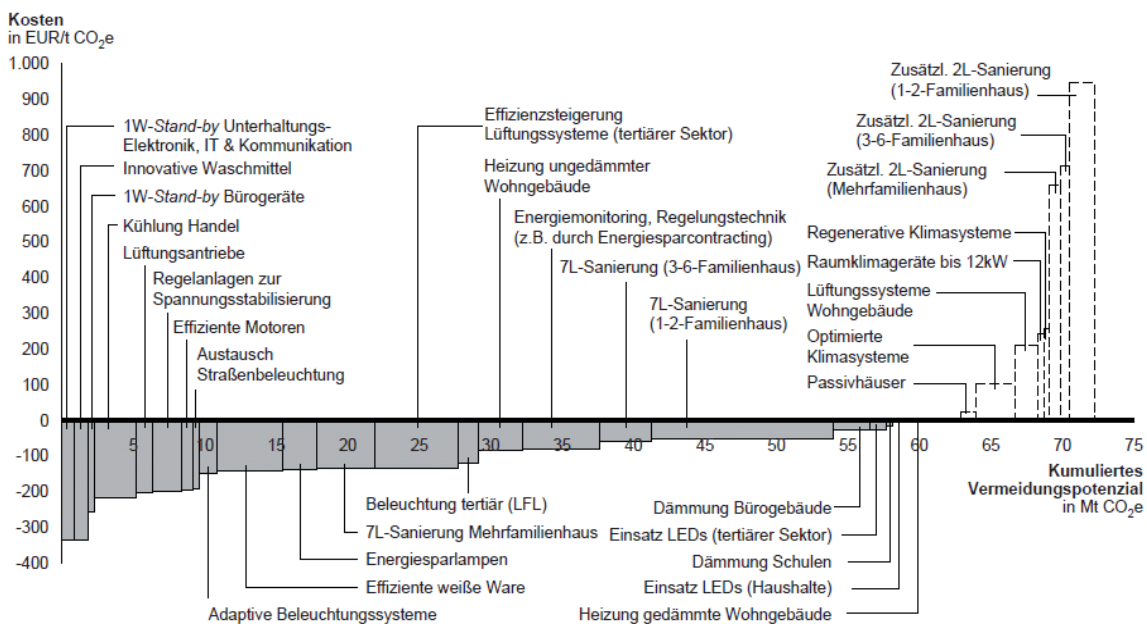 Kosten
in EUR/t CO₂e
1.000
900
800
700
600
500
400
300
200
100
0
-100
-200
-300
-400
1W-Stand-by Unterhaltungs-
Elektronik, IT & Kommunikation
Innovative Waschmittel
1W-Stand-by Bürogeräte
Kühlung Handel
Lüftungsantriebe
Regelanlagen zur
Spannungsstabilisierung
Effiziente Motoren
Austausch
Straßenbeleuchtung
Effizienzsteigerung
Lüftungssysteme (tertiärer Sektor)
Heizung ungedämmter
Wohngebäude
Energiemonitoring, Regelungstechnik
(z.B. durch Energiesparcontracting)
7L-Sanierung (3-6-Familienhaus)
7L-Sanierung
(1-2-Familienhaus)
Zusätzl. 2L-Sanierung
(1-2-Familienhaus)
Zusätzl. 2L-Sanierung
(3-6-Familienhaus)
Zusätzl. 2L-Sanierung
(Mehrfamilienhaus)
Regenerative Klimasysteme
Raumklimageräte bis 12kW
Lüftungssysteme
Wohngebäude
Optimierte
Klimasysteme
Passivhäuser
5 10 15 20 25 30 35 40 45 50 55 60 65 70 75
Kumuliertes
Vermeidungspotenzial
in Mt CO₂e
Beleuchtung tertiär (LFL)
7L-Sanierung Mehrfamilienhaus
Energiesparlampen
Effiziente weiße Ware
Adaptive Beleuchtungssysteme
Dämmung Bürogebäude
Einsatz LEDs (tertiärer Sektor)
Dämmung Schulen
Einsatz LEDs (Haushalte)
Heizung gedämmte Wohngebäude